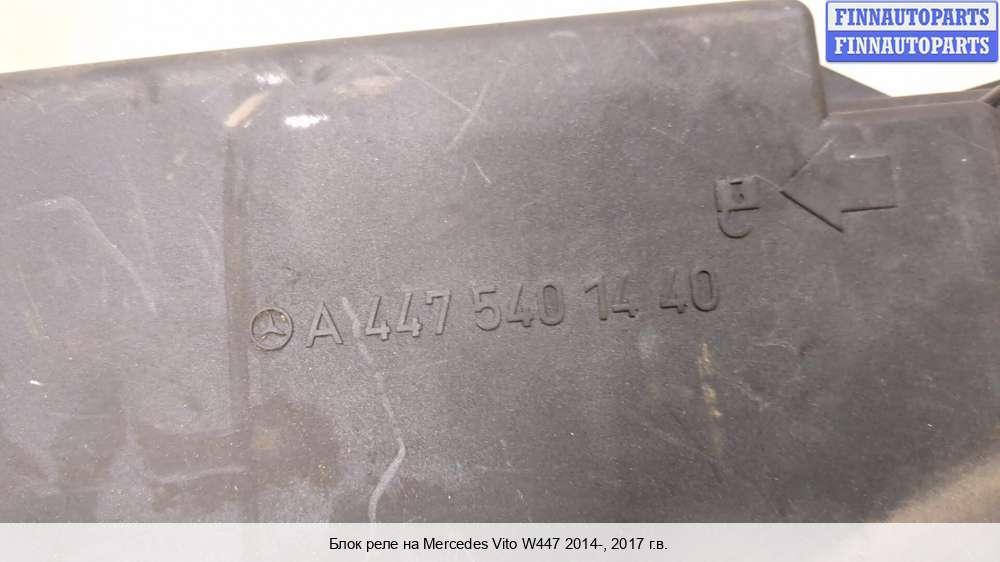 FINNAUTOPARTS
FINNAUTOPARTS
A 447 540 14 40
Блок реле на Mercedes Vito W447 2014-, 2017 г.в.